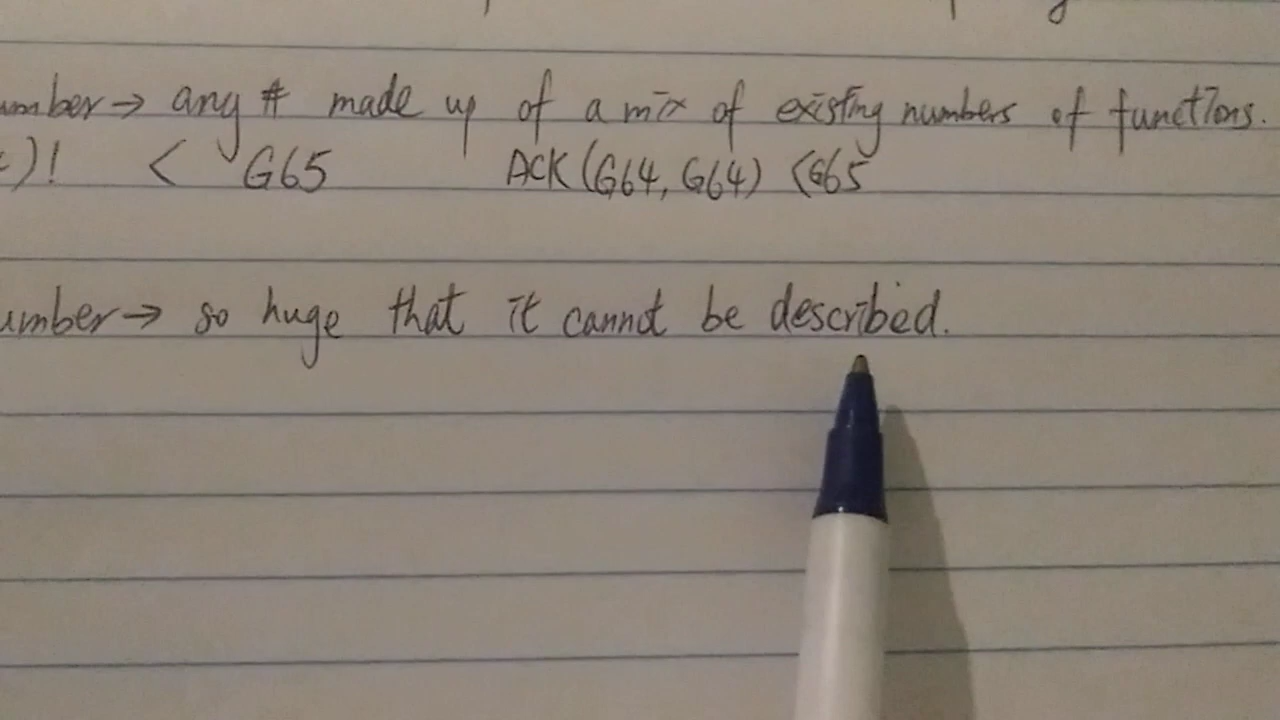 umber → any # made up of a mix of existing numbers of functions.
)! < G65 ACK(G64, G64) < G65
umber → so huge that it cannot be described.